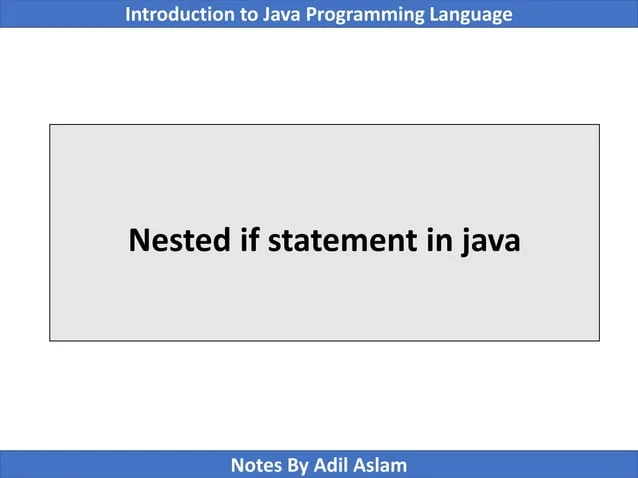 Introduction to Java Programming Language
Nested if statement in java
Notes By Adil Aslam